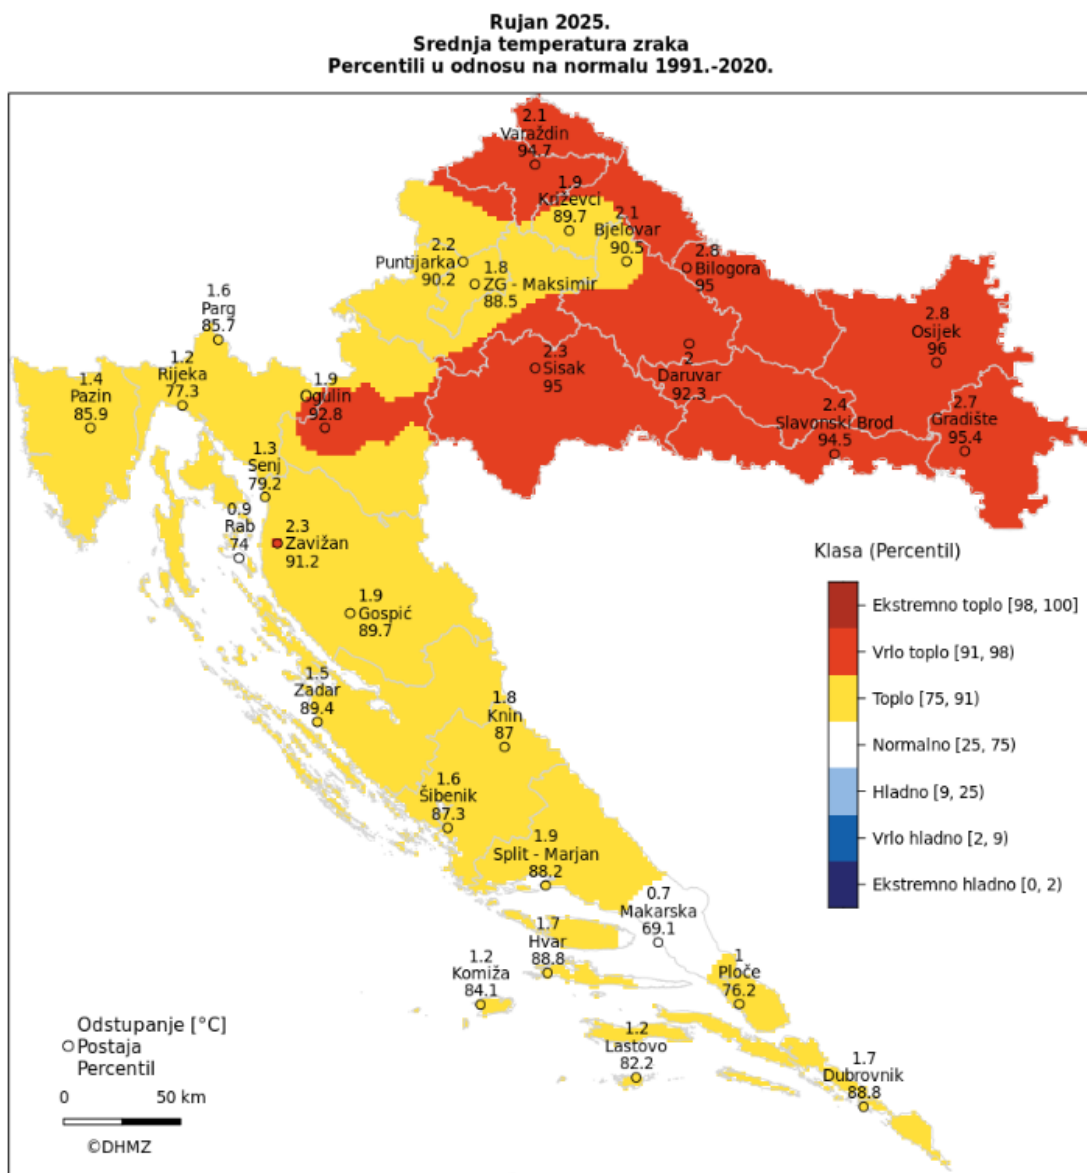 Rujan 2025.
Srednja temperatura zraka
Percentili u odnosu na normalu 1991.-2020.
2.1
Varaždin
94.7
1.9
Križevci
89.7
2.1
Bjelovar
90.5
2.2
Puntijarka
90.2
1.8
ZG - Maksimir
88.5
2.8
Bilogora
95
1.6
Parg
85.7
2.8
Osijek
96
1.2
Rijeka
77.3
1.4
Pazin
85.9
1.9
Ogulin
92.8
2.3
Sisak
95
2
Daruvar
92.3
2.4
Slavonski Brod
94.5
2.7
Gradište
95.4
1.3
Senj
79.2
0.9
Rab
74
2.3
Zavižan
91.2
1.9
Gospić
89.7
1.5
Zadar
89.4
1.8
Knin
87
1.6
Šibenik
87.3
1.9
Split - Marjan
88.2
0.7
Makarska
69.1
1.7
Hvar
88.8
1.2
Komiža
84.1
1
Ploče
76.2
1.2
Lastovo
82.2
1.7
Dubrovnik
88.8
Klasa (Percentil)
Ekstremno toplo [98, 100]
Vrlo toplo [91, 98)
Toplo [75, 91)
Normalno [25, 75)
Hladno [9, 25)
Vrlo hladno [2, 9)
Ekstremno hladno [0, 2)
Odstupanje [°C]
Postaja
Percentil
0 50 km
©DHMZ